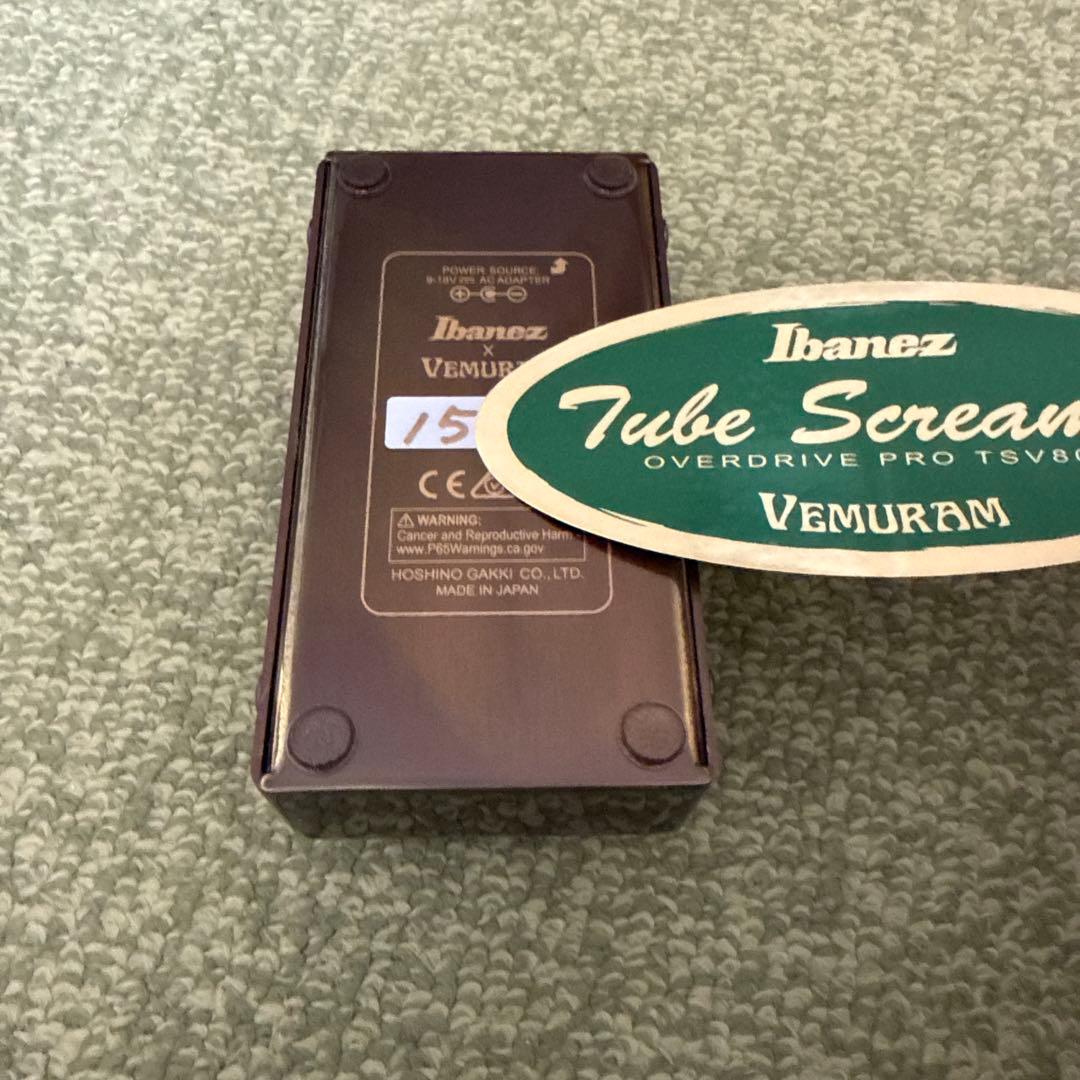 POWER SOURCE:
9-18V AC ADAPTER
Ibanez
X
VEMUR
15
CE
WARNING:
Cancer and Reproductive Harm -
www.P65Warnings.ca.gov
HOSHINO GAKKI CO., LTD.
MADE IN JAPAN
Ibanez
Tube Scream
OVERDRIVE PRO TSV80
VEMURAM